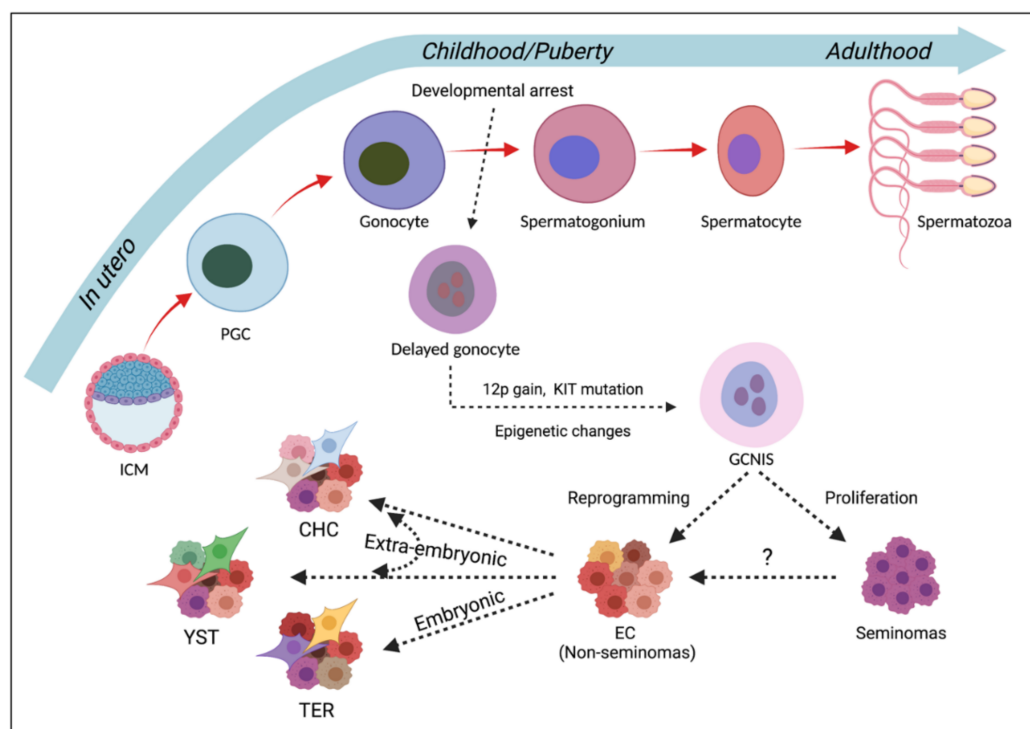 Childhood/Puberty
Adulthood
In utero
Developmental arrest
Gonocyte
Spermatogonium
Spermatocyte
Spermatozoa
PGC
Delayed gonocyte
ICM
12p gain, KIT mutation
Epigenetic changes
GCNIS
Reprogramming
Proliferation
CHC
Extra-embryonic
?
YST
Embryonic
EC
(Non-seminomas)
Seminomas
TER